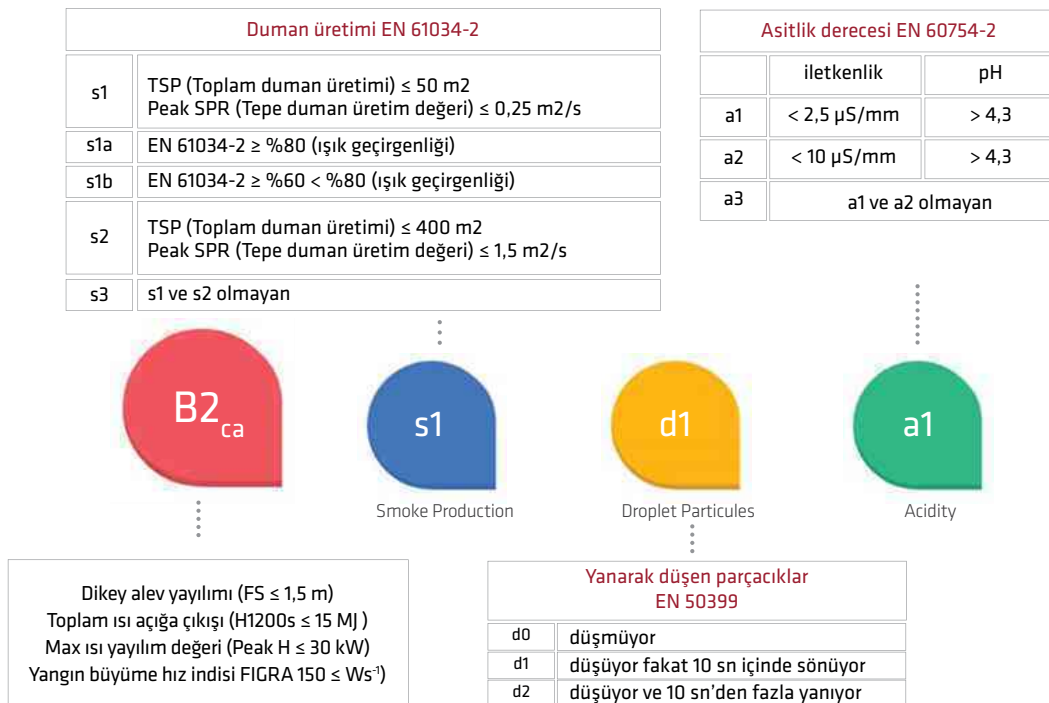 Duman üretimi EN 61034-2
s1
TSP (Toplam duman üretimi) ≤ 50 m2
Peak SPR (Tepe duman üretim değeri) ≤ 0,25 m2/s
s1a EN 61034-2 ≥ %80 (ışık geçirgenliği)
s1b EN 61034-2 ≥ %60 < %80 (ışık geçirgenliği)
s2
TSP (Toplam duman üretimi) ≤ 400 m2
Peak SPR (Tepe duman üretim değeri) ≤ 1,5 m2/s
s3 s1 ve s2 olmayan
Asitlik derecesi EN 60754-2
iletkenlik pH
a1 < 2,5 µS/mm > 4,3
a2 < 10 µS/mm > 4,3
a3 a1 ve a2 olmayan
B2ca
s1
d1
a1
Smoke Production
Droplet Particules
Acidity
Dikey alev yayılımı (FS ≤ 1,5 m)
Toplam ısı açığa çıkışı (H1200s ≤ 15 MJ )
Max ısı yayılım değeri (Peak H ≤ 30 kW)
Yangın büyüme hız indisi FIGRA 150 ≤ Ws⁻¹)
Yanarak düşen parçacıklar
EN 50399
d0 düşmüyor
d1 düşüyor fakat 10 sn içinde sönüyor
d2 düşüyor ve 10 sn'den fazla yanıyor